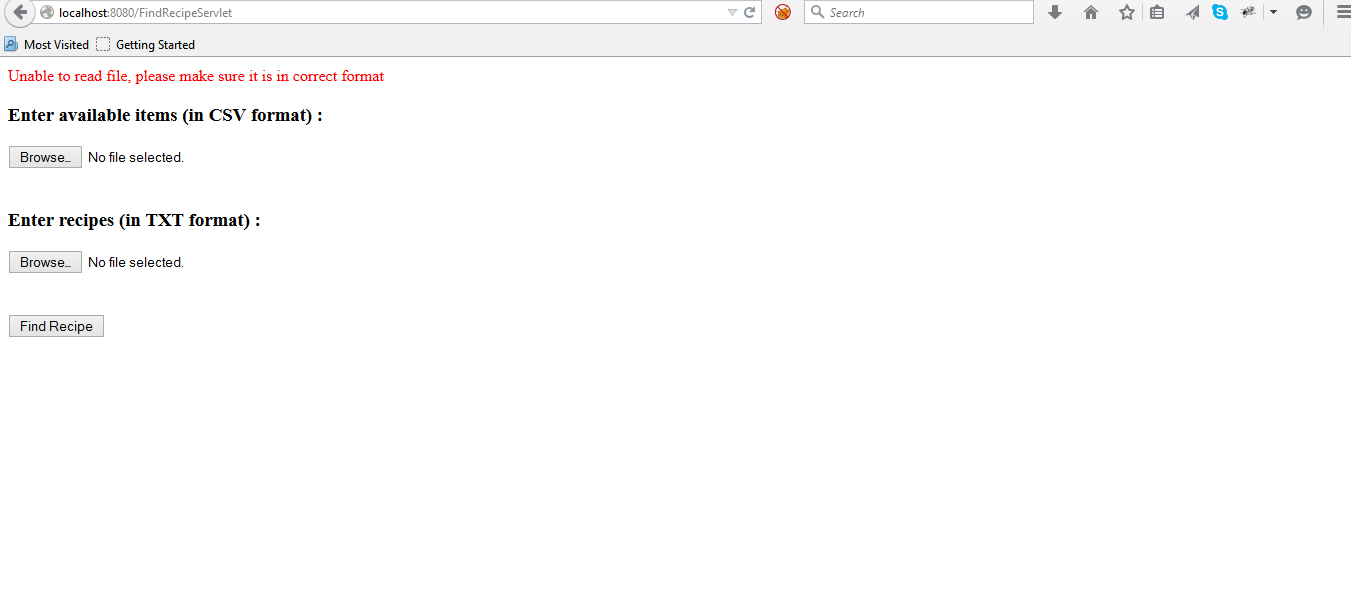 localhost:8080/FindRecipeServlet Search
Most Visited Getting Started
Unable to read file, please make sure it is in correct format
Enter available items (in CSV format) :
Browse... No file selected.
Enter recipes (in TXT format) :
Browse... No file selected.
Find Recipe